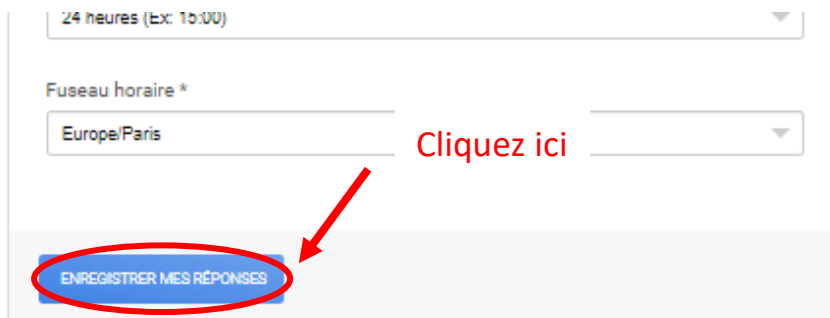 24 heures (Ex: 15:00)
Fuseau horaire *
Europe/Paris
Cliquez ici
ENREGISTRER MES RÉPONSES